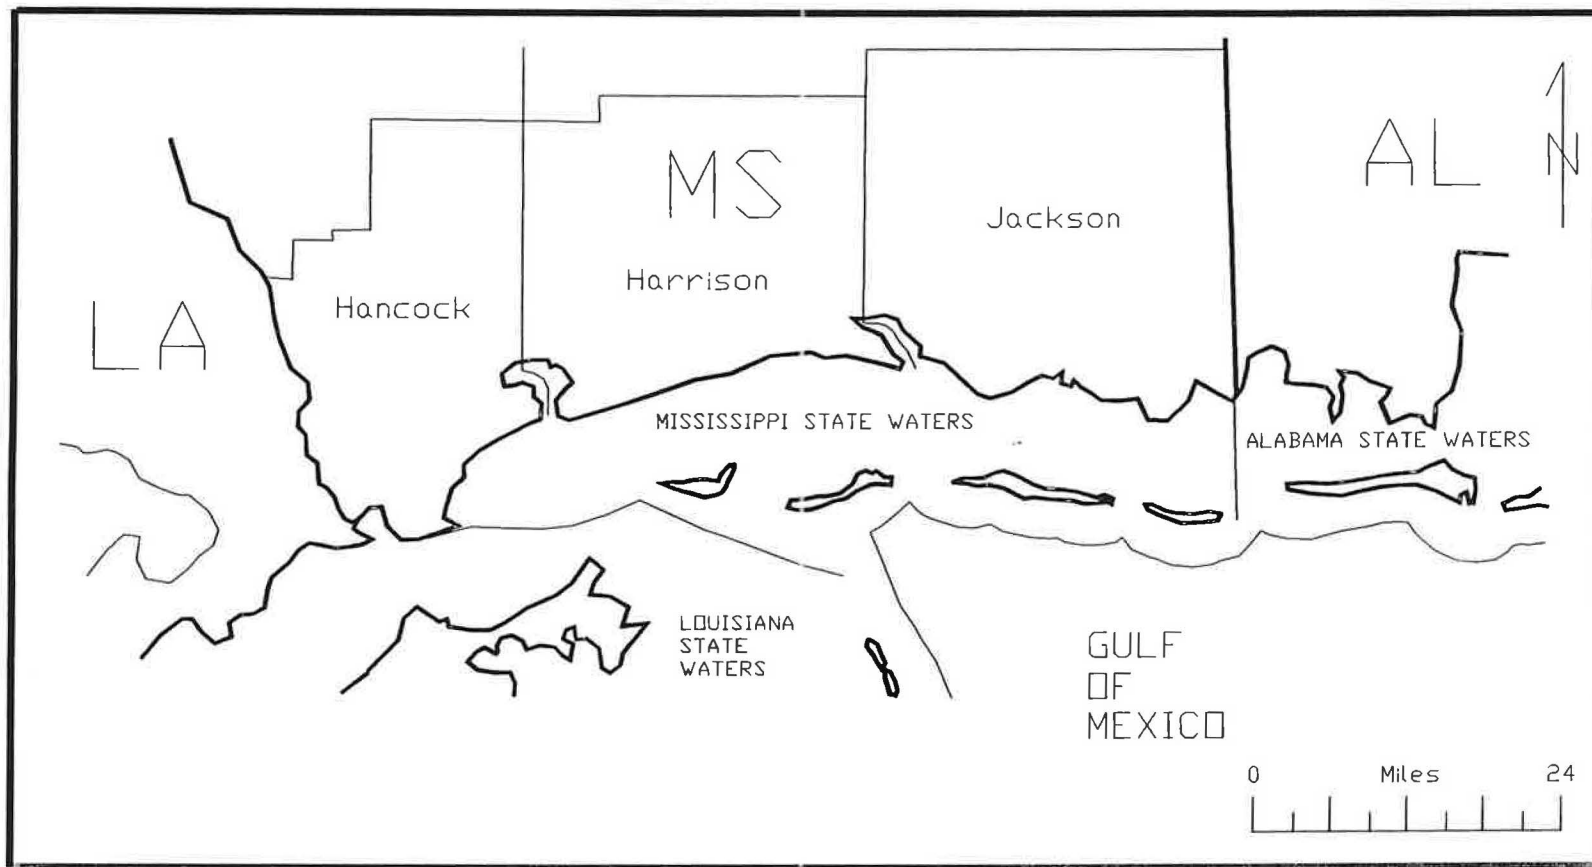 MS
AL
N
Jackson
Harrison
Hancock
LA
MISSISSIPPI STATE WATERS
ALABAMA STATE WATERS
LOUISIANA
STATE
WATERS
GULF
OF
MEXICO
0 Miles 24